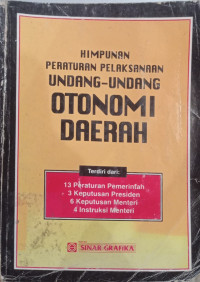 HIMPUNAN
PERATURAN PELAKSANAAN
UNDANG-UNDANG
OTONOMI
DAERAH
Terdiri dari:
13 Peraturan Pemerintah
3 Keputusan Presiden
6 Keputusan Menteri
4 Instruksi Menteri
SINAR GRAFIKA